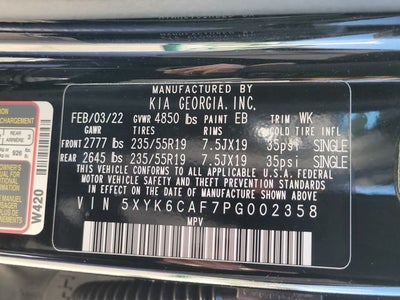 MANUFACTURED BY
KIA GEORGIA, INC.
FEB/03/22 GVWR 4850 lbs PAINT EB TRIM WK
GAWR TIRES RIMS COLD TIRE INFL
FRONT 2777 lbs 235/55R19 7.5JX19 35psi SINGLE
REAR 2645 lbs 235/55R19 7.5JX19 35psi SINGLE
THIS VEHICLE CONFORMS TO ALL APPLICABLE U.S.A. FEDERAL
MOTOR VEHICLE SAFETY AND THEFT PREVENTION STANDARDS IN
EFFECT ON THE DATE OF MANUFACTURE SHOWN ABOVE.
VIN 5XYK6CAF7PG002358
MPV
CHARGEMENT
ARRIÈRE 3
W420